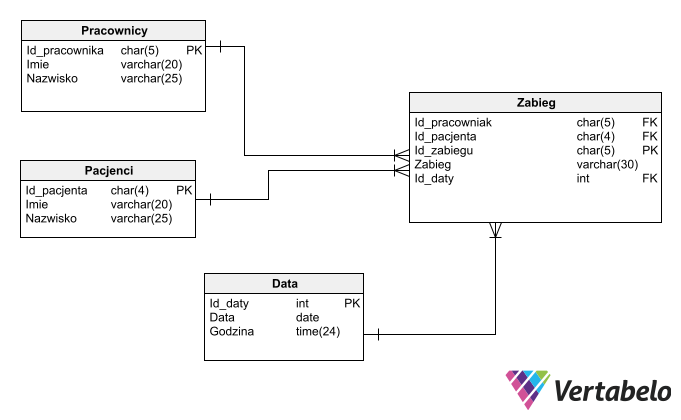 Pracownicy
Id_pracownika char(5) PK
Imie varchar(20)
Nazwisko varchar(25)
Zabieg
Id_pracowniak char(5) FK
Id_pacjenta char(4) FK
Id_zabiegu char(5) PK
Zabieg varchar(30)
Id_daty int FK
Pacjenci
Id_pacjenta char(4) PK
Imie varchar(20)
Nazwisko varchar(25)
Data
Id_daty int PK
Data date
Godzina time(24)
Vertabelo